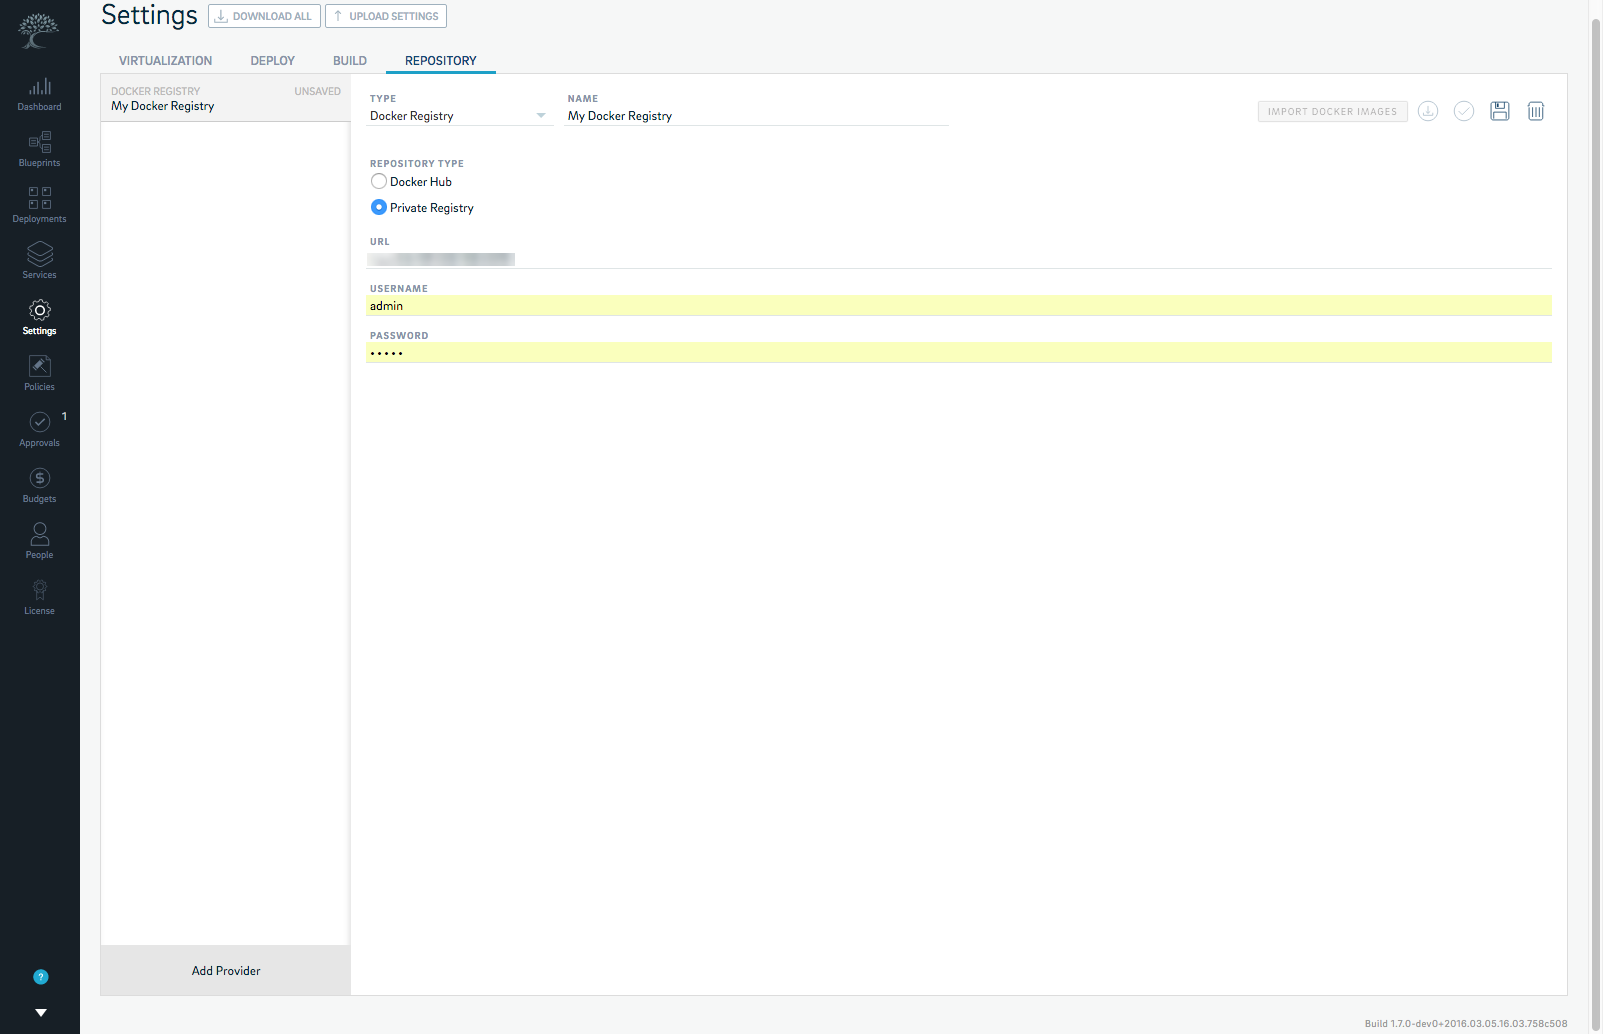 Settings
DOWNLOAD ALL
UPLOAD SETTINGS
VIRTUALIZATION
DEPLOY
BUILD
REPOSITORY
Dashboard
Blueprints
Deployments
Services
Settings
Policies
1
Approvals
$
Budgets
People
License
?
DOCKER REGISTRY
UNSAVED
My Docker Registry
Add Provider
TYPE
Docker Registry
NAME
My Docker Registry
IMPORT DOCKER IMAGES
REPOSITORY TYPE
Docker Hub
Private Registry
URL
USERNAME
admin
PASSWORD
•••••
Build 1.7.0-dev0+2016.03.05.16.03.758c508